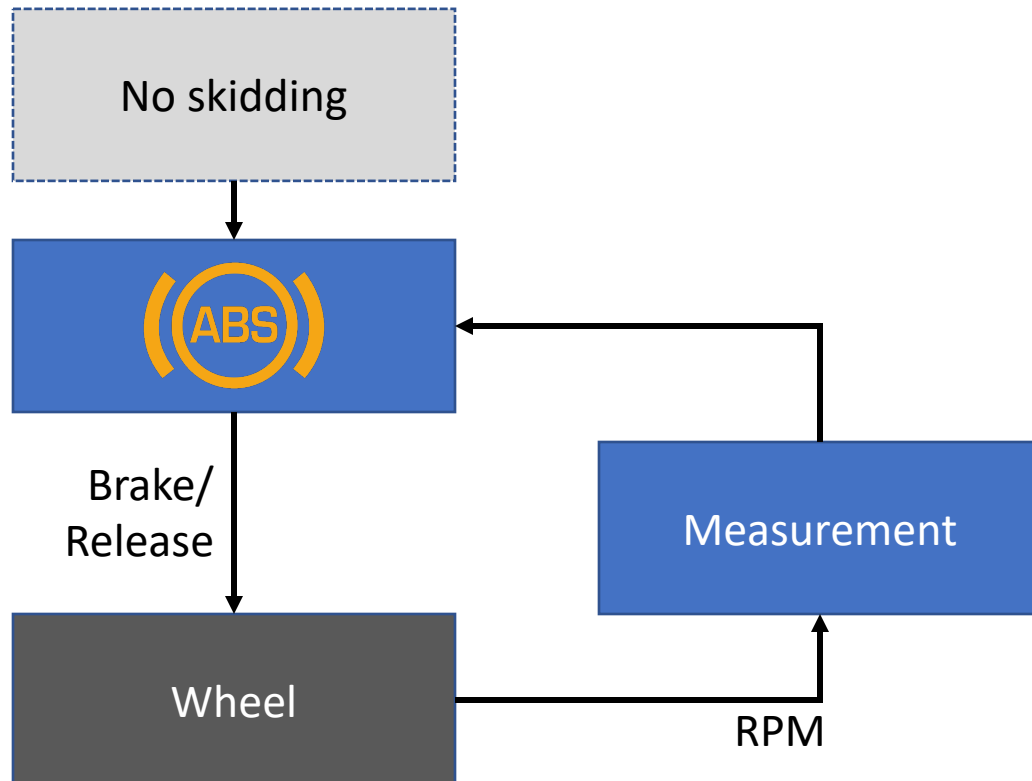 No skidding
ABS
Brake/
Release
Measurement
Wheel
RPM